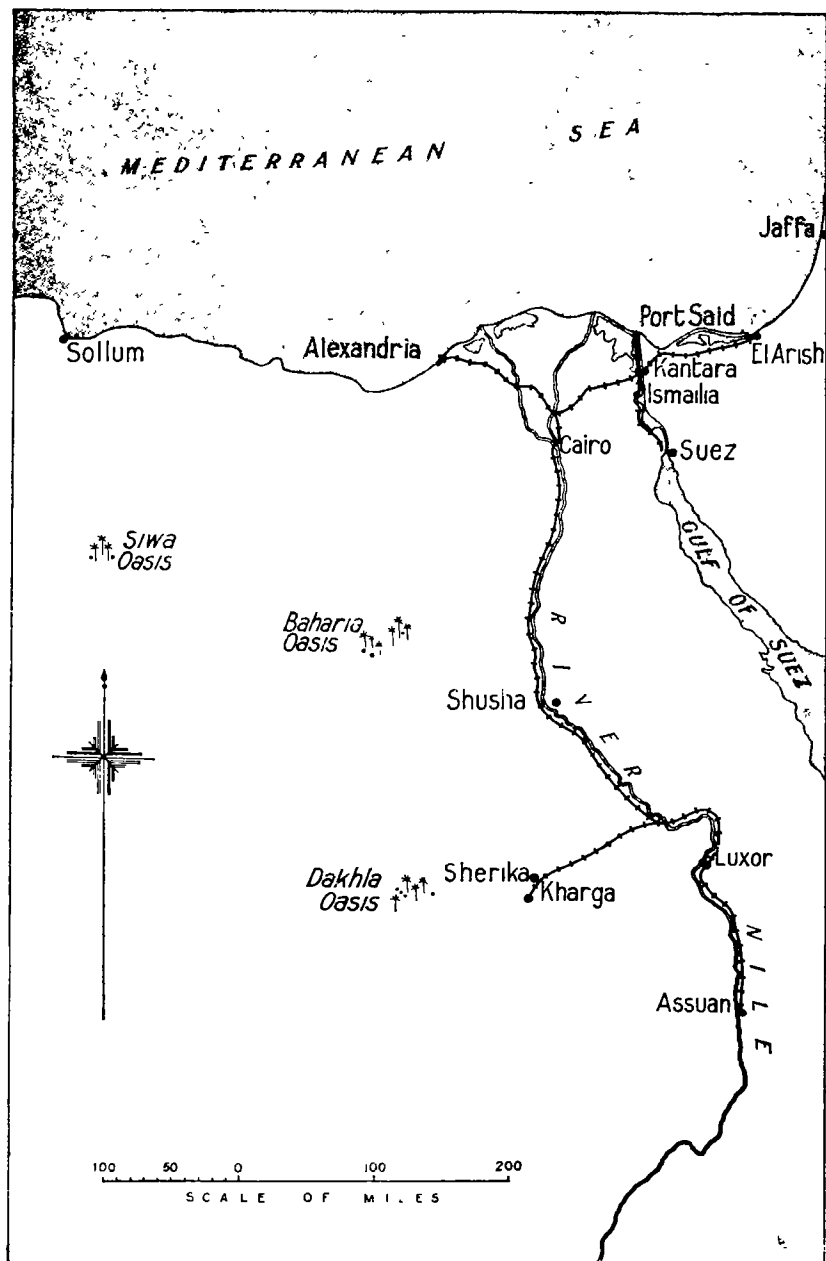 MEDITERRANEAN SEA
Jaffa
Port Said
Sollum
Alexandria
El Arish
Kantara
Ismailia
Cairo
Suez
Siwa
Oasis
GULF OF SUEZ
Baharia
Oasis
RIVER
Shusha
Luxor
Dakhla
Oasis
Sherika
Kharga
NILE
Assuan
100 50 0 100 200
SCALE OF MILES